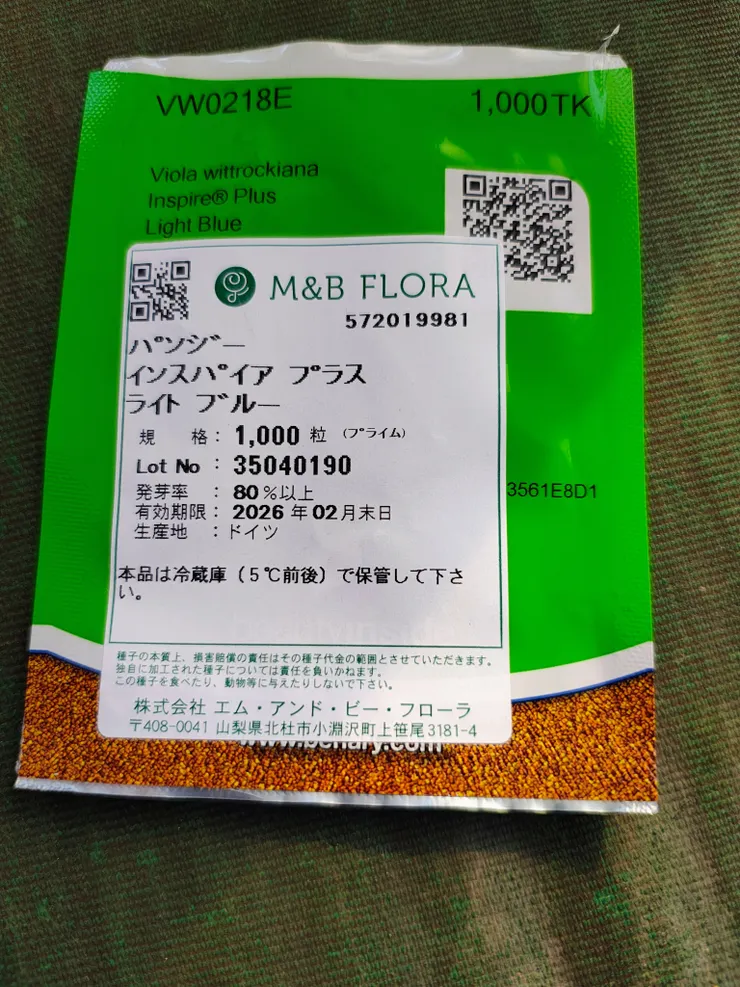 VW0218E
1,000TK
Viola wittrockiana
Inspire® Plus
Light Blue
M&B FLORA
572019981
パンジー
インスパイア プラス
ライト ブルー
規 格: 1,000 粒 (プライム)
Lot No : 35040190
3561E8D1
発芽率 : 80%以上
有効期限: 2026 年 02 月末日
生産地 : ドイツ
本品は冷蔵庫(5℃前後)で保管して下さ
い。
種子の本質上、損害賠償の責任はその種子代金の範囲とさせていただきます。
独自に加工された種子については責任を負いかねます。
この種子を食べたり、動物等に与えたりしないで下さい。
株式会社 エム・アンド・ビー・フローラ
〒408-0041 山梨県北杜市小淵沢町上笹尾3181-4
www.benary.com